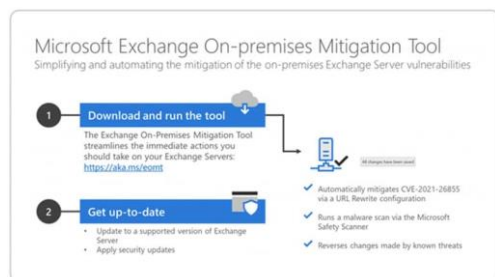 Microsoft Exchange On-premises Mitigation Tool
Simplifying and automating the mitigation of the on-premises Exchange Server vulnerabilities
1
Download and run the tool
The Exchange On-Premises Mitigation Tool
streamlines the immediate actions you
should take on your Exchange Servers:
https://aka.ms/eomt
All changes have been saved
✓ Automatically mitigates CVE-2021-26855
via a URL Rewrite configuration
✓ Runs a malware scan via the Microsoft
Safety Scanner
✓ Reverses changes made by known threats
2
Get up-to-date
• Update to a supported version of Exchange
Server
• Apply security updates